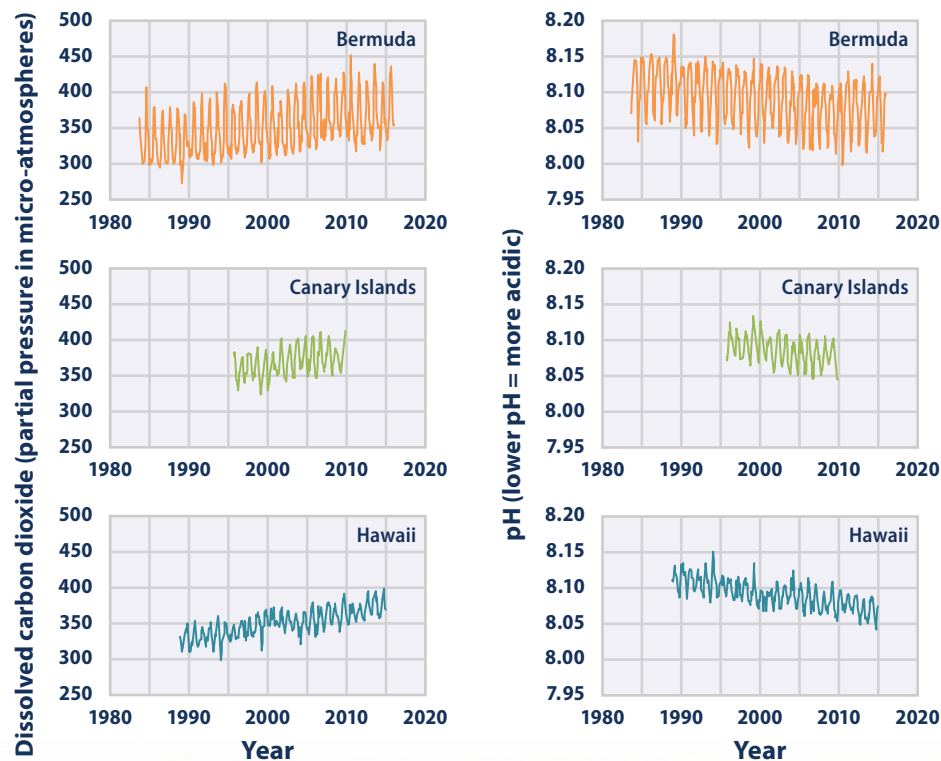 Dissolved carbon dioxide (partial pressure in micro-atmospheres)
500
450
400
350
300
250
Bermuda
1980 1990 2000 2010 2020
500
450
400
350
300
250
Canary Islands
1980 1990 2000 2010 2020
500
450
400
350
300
250
Hawaii
1980 1990 2000 2010 2020
Year
pH (lower pH = more acidic)
8.20
8.15
8.10
8.05
8.00
7.95
Bermuda
1980 1990 2000 2010 2020
8.20
8.15
8.10
8.05
8.00
7.95
Canary Islands
1980 1990 2000 2010 2020
8.20
8.15
8.10
8.05
8.00
7.95
Hawaii
1980 1990 2000 2010 2020
Year